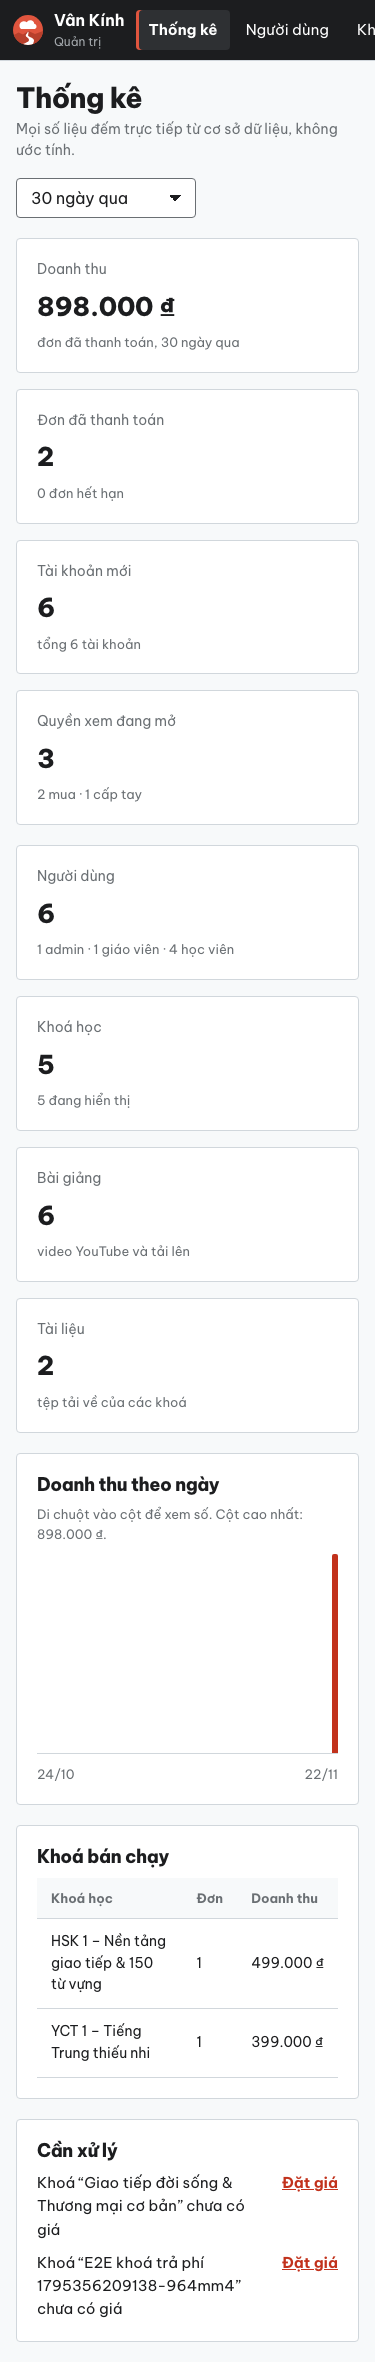 Vân Kính
Quản trị
Thống kê
Người dùng
Kh
Thống kê
Mọi số liệu đếm trực tiếp từ cơ sở dữ liệu, không
ước tính.
30 ngày qua
Doanh thu
898.000 ₫
đơn đã thanh toán, 30 ngày qua
Đơn đã thanh toán
2
0 đơn hết hạn
Tài khoản mới
6
tổng 6 tài khoản
Quyền xem đang mở
3
2 mua · 1 cấp tay
Người dùng
6
1 admin · 1 giáo viên · 4 học viên
Khoá học
5
5 đang hiển thị
Bài giảng
6
video YouTube và tải lên
Tài liệu
2
tệp tải về của các khoá
Doanh thu theo ngày
Di chuột vào cột để xem số. Cột cao nhất:
898.000 ₫.
24/10 22/11
Khoá bán chạy
Khoá học Đơn Doanh thu
HSK 1 – Nền tảng
giao tiếp & 150
từ vựng
1 499.000 ₫
YCT 1 – Tiếng
Trung thiếu nhi
1 399.000 ₫
Cần xử lý
Khoá “Giao tiếp đời sống &
Thương mại cơ bản” chưa có
giá
Đặt giá
Khoá “E2E khoá trả phí
1795356209138-964mm4”
chưa có giá
Đặt giá